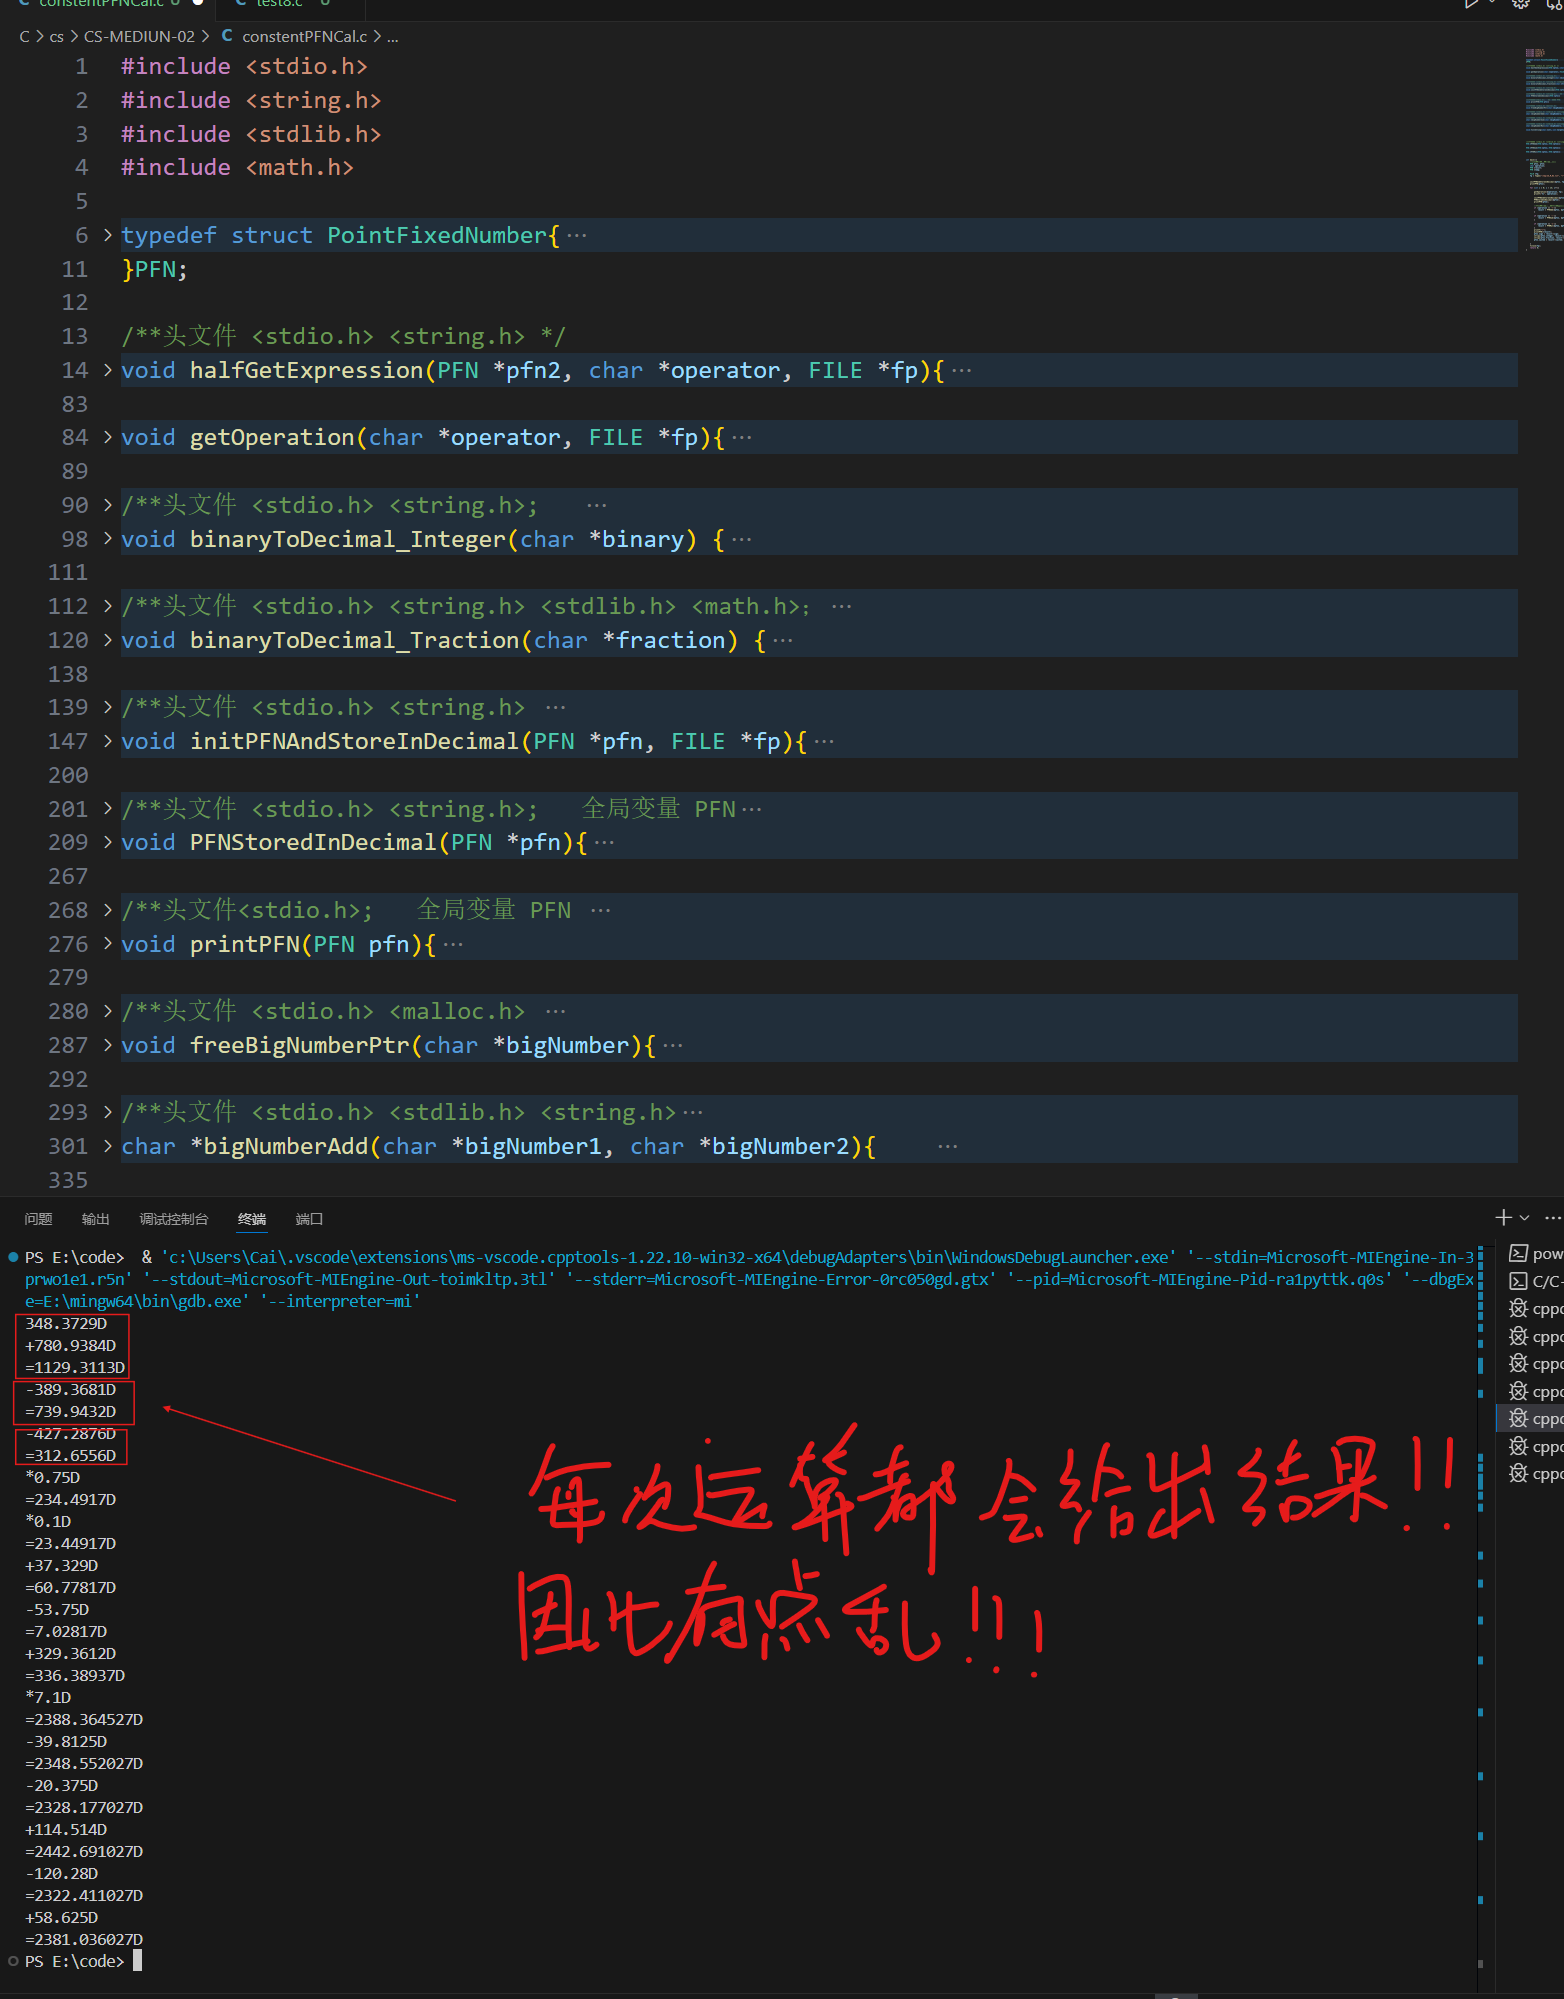 constentPFNCal.c U
test8.c U
C > cs > CS-MEDIUN-02 > C constentPFNCal.c > ...
1 #include <stdio.h>
2 #include <string.h>
3 #include <stdlib.h>
4 #include <math.h>
5
6 typedef struct PointFixedNumber{ ...
11 }PFN;
12
13 /**头文件 <stdio.h> <string.h> */
14 void halfGetExpression(PFN *pfn2, char *operator, FILE *fp){ ...
83
84 void getOperation(char *operator, FILE *fp){ ...
89
90 /**头文件 <stdio.h> <string.h>; ...
98 void binaryToDecimal_Integer(char *binary) { ...
111
112 /**头文件 <stdio.h> <string.h> <stdlib.h> <math.h>; ...
120 void binaryToDecimal_Traction(char *fraction) { ...
138
139 /**头文件 <stdio.h> <string.h> ...
147 void initPFNAndStoreInDecimal(PFN *pfn, FILE *fp){ ...
200
201 /**头文件 <stdio.h> <string.h>; 全局变量 PFN ...
209 void PFNStoredInDecimal(PFN *pfn){ ...
267
268 /**头文件<stdio.h>; 全局变量 PFN ...
276 void printPFN(PFN pfn){ ...
279
280 /**头文件 <stdio.h> <malloc.h> ...
287 void freeBigNumberPtr(char *bigNumber){ ...
292
293 /**头文件 <stdio.h> <stdlib.h> <string.h> ...
301 char *bigNumberAdd(char *bigNumber1, char *bigNumber2){ ...
335
问题 输出 调试控制台 终端 端口
PS E:\code> & 'c:\Users\Cai\.vscode\extensions\ms-vscode.cpptools-1.22.10-win32-x64\debugAdapters\bin\WindowsDebugLauncher.exe' '--stdin=Microsoft-MIEngine-In-3
prwo1e1.r5n' '--stdout=Microsoft-MIEngine-Out-toimkltp.3tl' '--stderr=Microsoft-MIEngine-Error-0rc050gd.gtx' '--pid=Microsoft-MIEngine-Pid-ra1pyttk.q0s' '--dbgEx
e=E:\mingw64\bin\gdb.exe' '--interpreter=mi'
348.3729D
+780.9384D
=1129.3113D
-389.3681D
=739.9432D
-427.2876D
=312.6556D
*0.75D
=234.4917D
*0.1D
=23.44917D
+37.329D
=60.77817D
-53.75D
=7.02817D
+329.3612D
=336.38937D
*7.1D
=2388.364527D
-39.8125D
=2348.552027D
-20.375D
=2328.177027D
+114.514D
=2442.691027D
-120.28D
=2322.411027D
+58.625D
=2381.036027D
PS E:\code>
每次运算都会给出结果!!
因此有点乱!!!
pow
C/C-
cppd
cppd
cppd
cppd
cppd
cppd
cppd